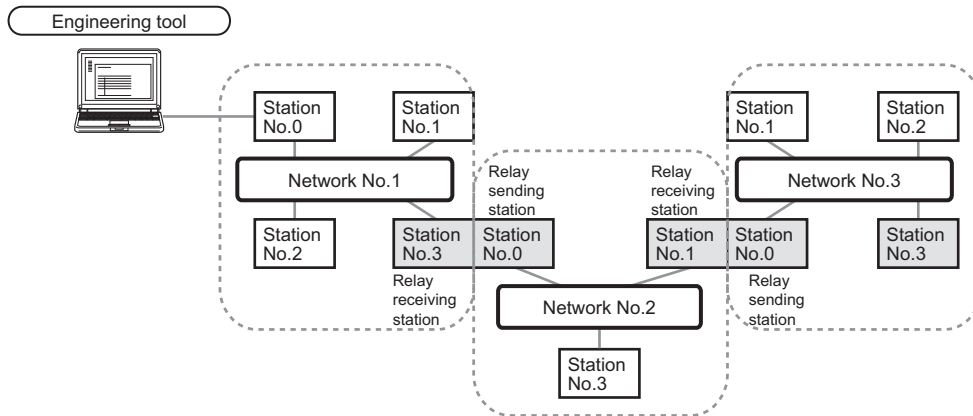 Engineering tool
Station
No.0
Station
No.1
Station
No.1
Station
No.2
Network No.1
Relay
sending
station
Relay
receiving
station
Network No.3
Station
No.2
Station
No.3
Station
No.0
Station
No.1
Station
No.0
Station
No.3
Relay
receiving
station
Network No.2
Relay
sending
station
Station
No.3